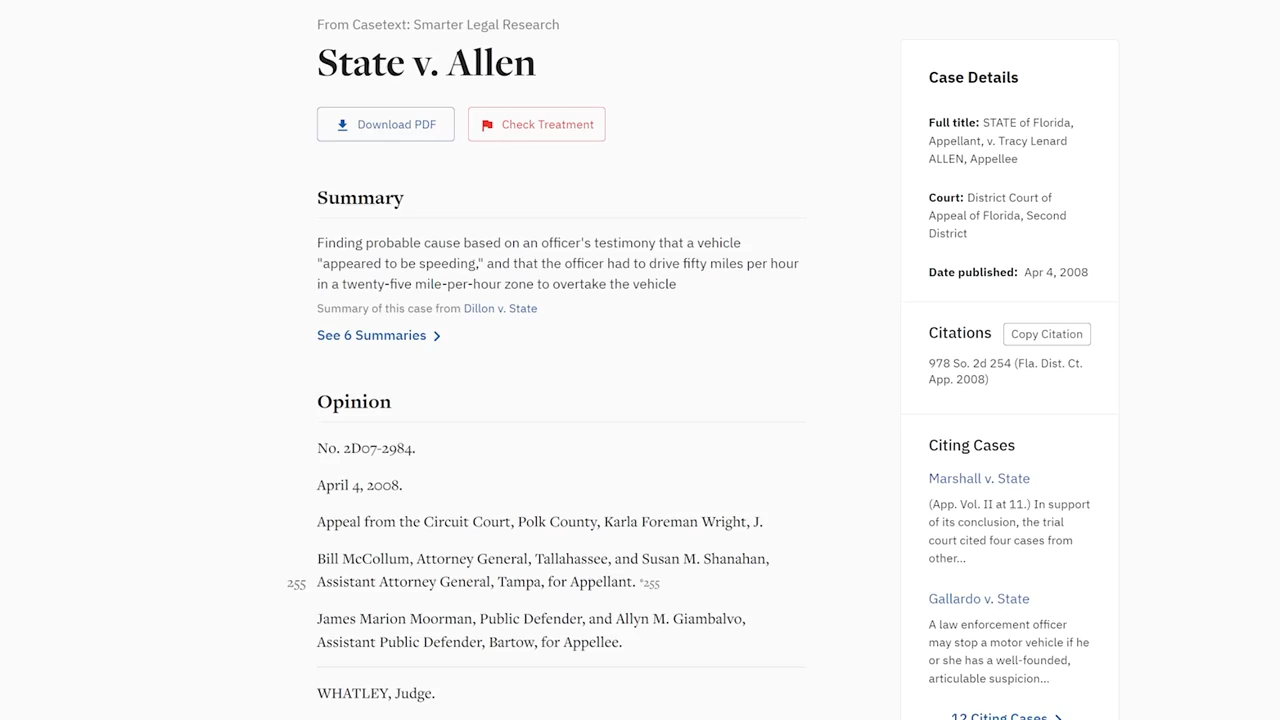 From Casetext: Smarter Legal Research
State v. Allen
Download PDF
Check Treatment
Summary
Finding probable cause based on an officer's testimony that a vehicle
"appeared to be speeding," and that the officer had to drive fifty miles per hour
in a twenty-five mile-per-hour zone to overtake the vehicle
Summary of this case from Dillon v. State
See 6 Summaries
Opinion
No. 2D07-2984.
April 4, 2008.
Appeal from the Circuit Court, Polk County, Karla Foreman Wright, J.
Bill McCollum, Attorney General, Tallahassee, and Susan M. Shanahan,
255 Assistant Attorney General, Tampa, for Appellant. *255
James Marion Moorman, Public Defender, and Allyn M. Giambalvo,
Assistant Public Defender, Bartow, for Appellee.
WHATLEY, Judge.
Case Details
Full title: STATE of Florida,
Appellant, v. Tracy Lenard
ALLEN, Appellee
Court: District Court of
Appeal of Florida, Second
District
Date published: Apr 4, 2008
Citations
Copy Citation
978 So. 2d 254 (Fla. Dist. Ct.
App. 2008)
Citing Cases
Marshall v. State
(App. Vol. II at 11.) In support
of its conclusion, the trial
court cited four cases from
other...
Gallardo v. State
A law enforcement officer
may stop a motor vehicle if he
or she has a well-founded,
articulable suspicion...
12 Citing Cases